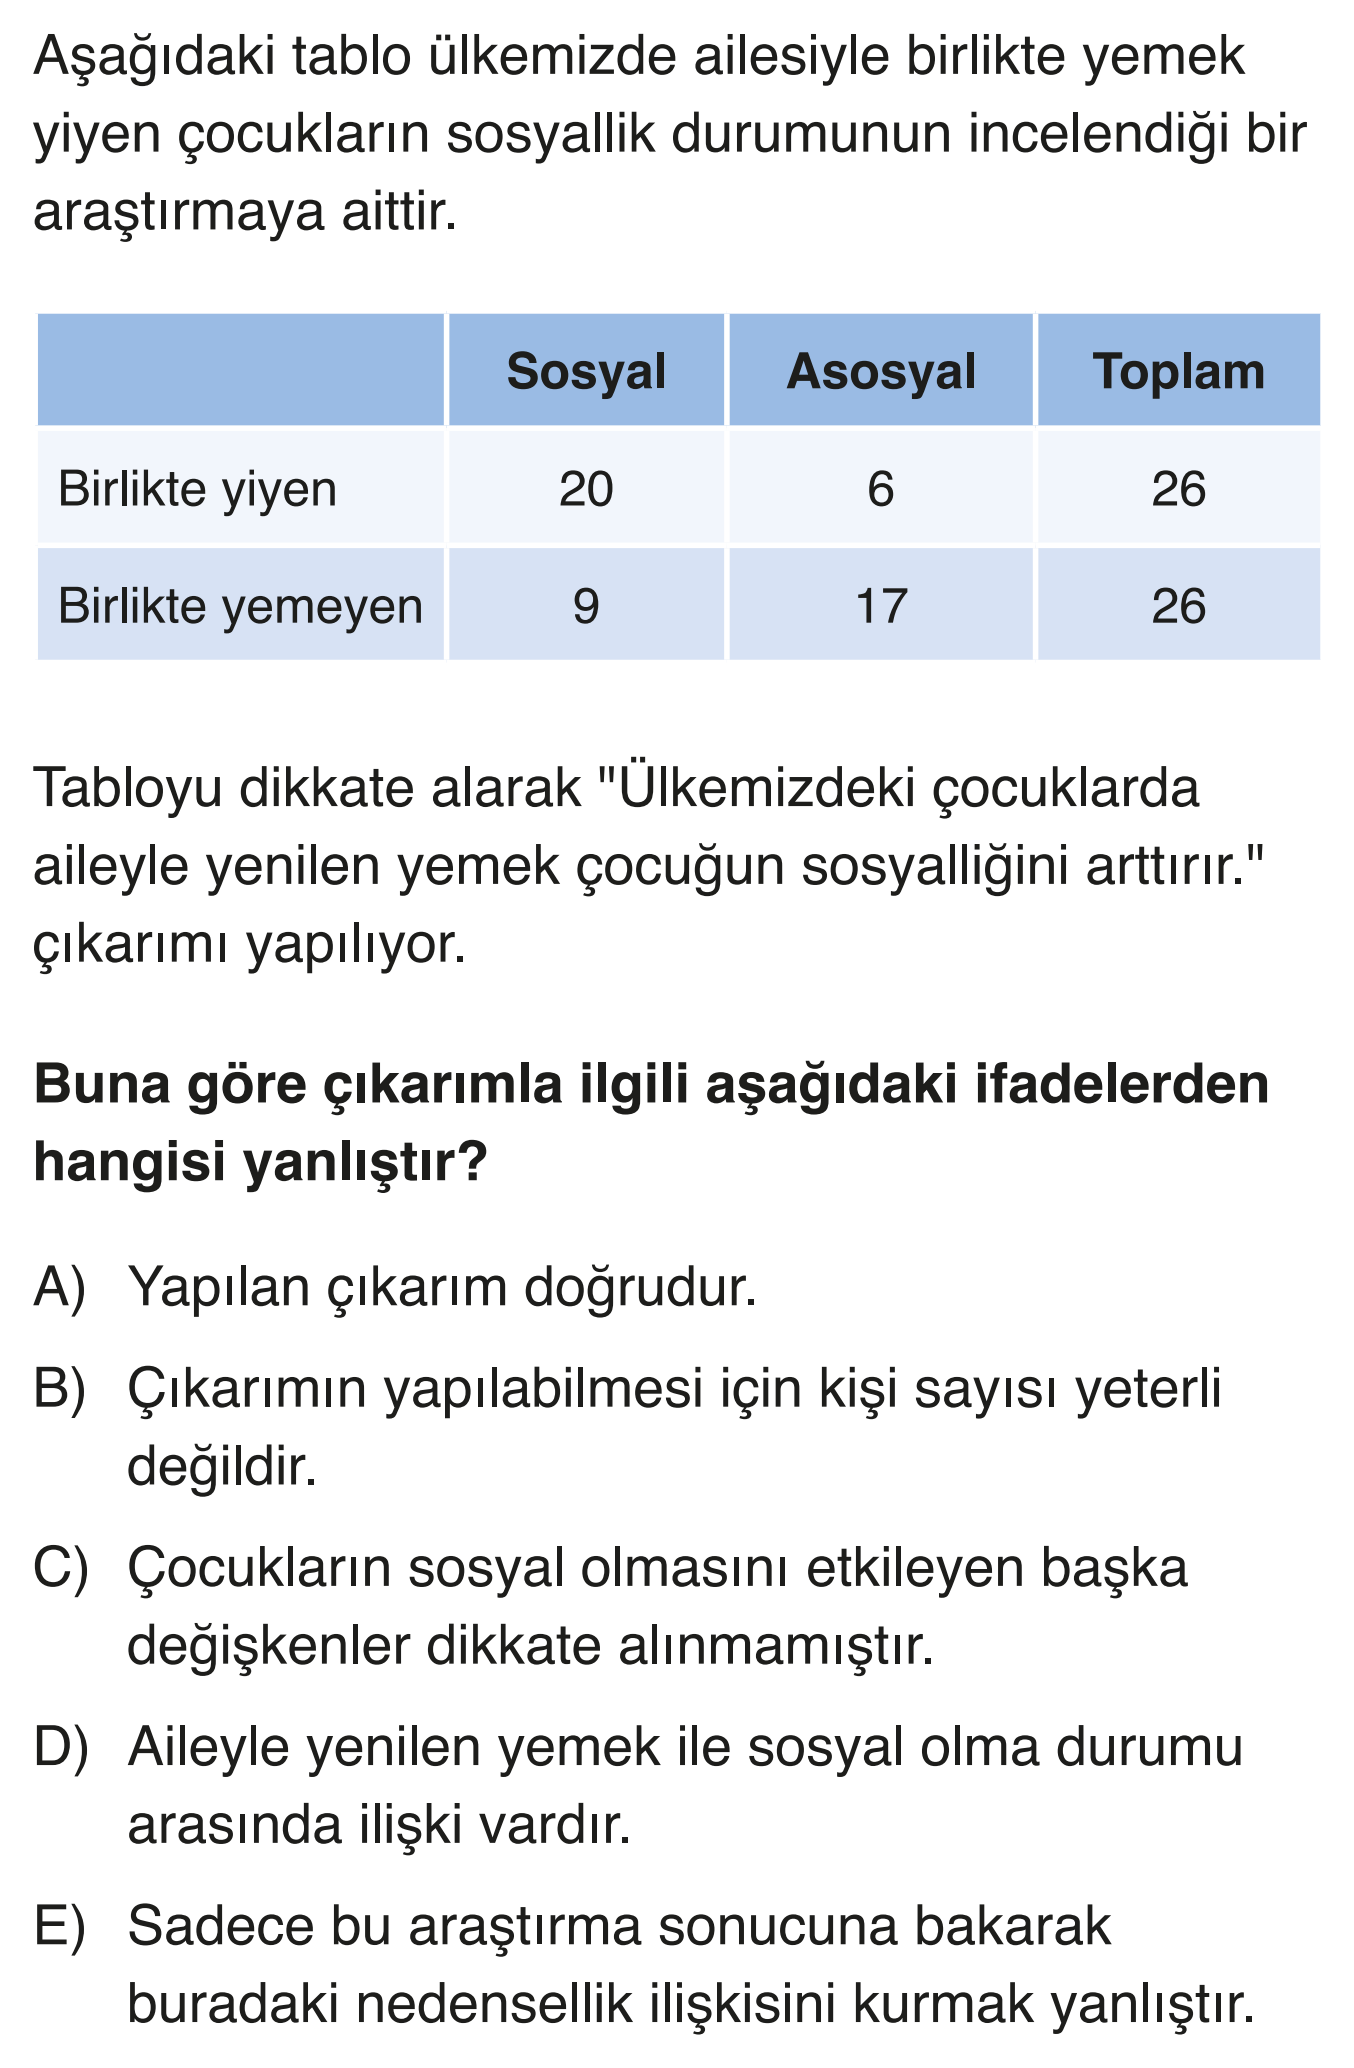 Aşağıdaki tablo ülkemizde ailesiyle birlikte yemek
yiyen çocukların sosyallik durumunun incelendiği bir
araştırmaya aittir.
Sosyal Asosyal Toplam
Birlikte yiyen 20 6 26
Birlikte yemeyen 9 17 26
Tabloyu dikkate alarak "Ülkemizdeki çocuklarda
aileyle yenilen yemek çocuğun sosyalliğini arttırır."
çıkarımı yapılıyor.
Buna göre çıkarımla ilgili aşağıdaki ifadelerden
hangisi yanlıştır?
A) Yapılan çıkarım doğrudur.
B) Çıkarımın yapılabilmesi için kişi sayısı yeterli
değildir.
C) Çocukların sosyal olmasını etkileyen başka
değişkenler dikkate alınmamıştır.
D) Aileyle yenilen yemek ile sosyal olma durumu
arasında ilişki vardır.
E) Sadece bu araştırma sonucuna bakarak
buradaki nedensellik ilişkisini kurmak yanlıştır.